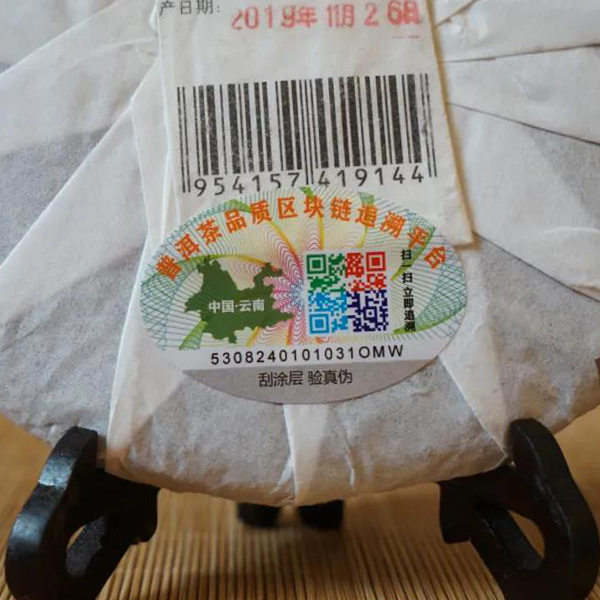 产日期:
2019年11月26日
954157 419144
普洱茶品质区块链追溯平台
中国·云南
扫一扫 立即追溯
5308240101031OMW
刮涂层 验真伪